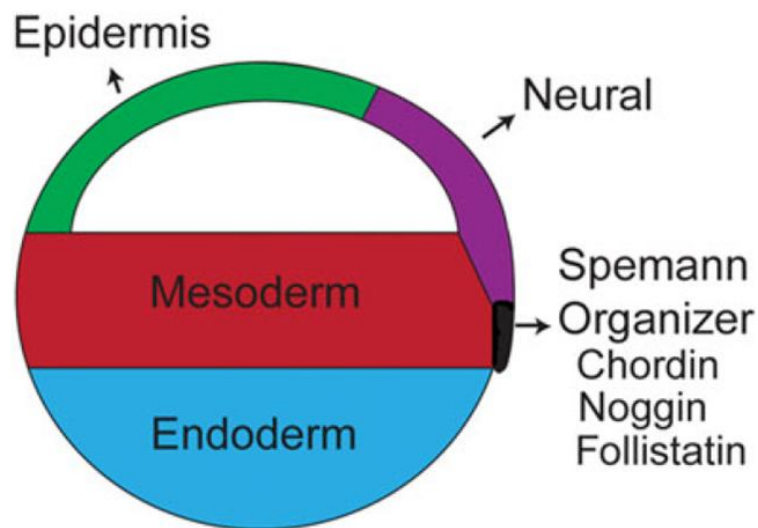 Epidermis
Neural
Mesoderm
Spemann
Organizer
Chordin
Noggin
Follistatin
Endoderm